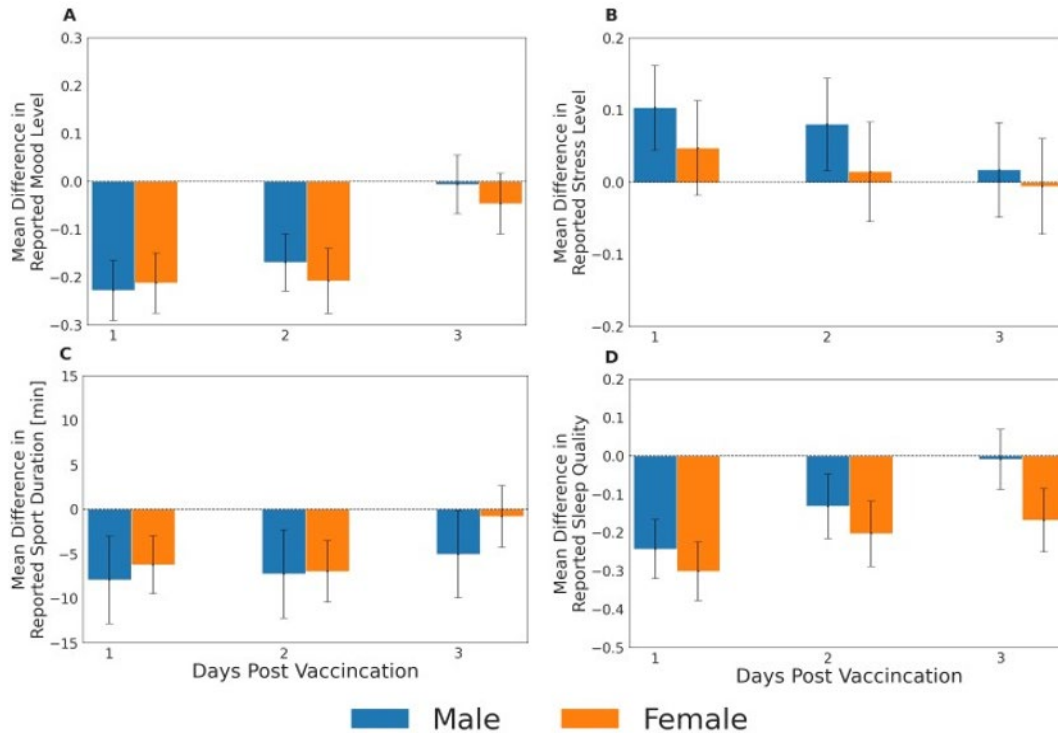 A
Mean Difference in
Reported Mood Level
0.3
0.2
0.1
0.0
−0.1
−0.2
−0.3
1
2
3
B
Mean Difference in
Reported Stress Level
0.2
0.1
0.0
−0.1
−0.2
1
2
3
C
Mean Difference in
Reported Sport Duration [min]
15
10
5
0
−5
−10
−15
1
2
3
Days Post Vaccincation
D
Mean Difference in
Reported Sleep Quality
0.2
0.1
0.0
−0.1
−0.2
−0.3
−0.4
−0.5
1
2
3
Days Post Vaccincation
Male
Female